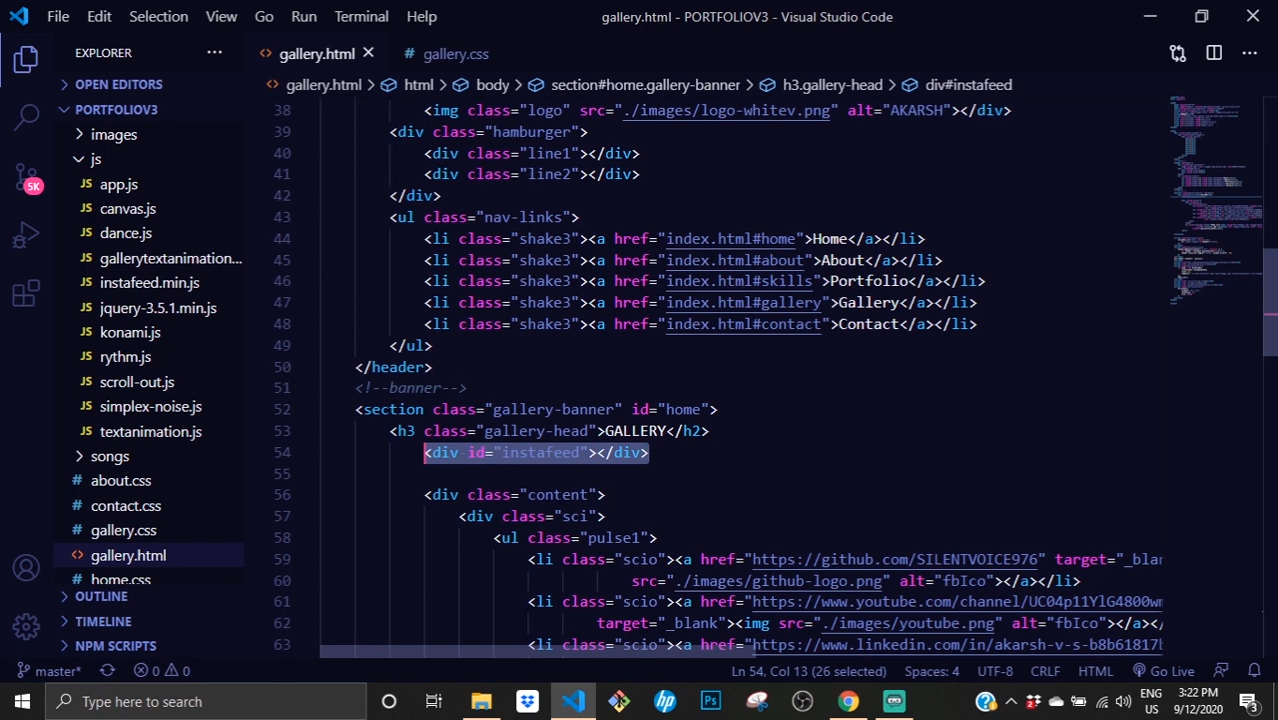 File Edit Selection View Go Run Terminal Help
gallery.html - PORTFOLIOV3 - Visual Studio Code
EXPLORER
gallery.html
gallery.css
OPEN EDITORS
PORTFOLIOV3
images
js
app.js
canvas.js
dance.js
gallerytextanimation...
instafeed.min.js
jquery-3.5.1.min.js
konami.js
rythm.js
scroll-out.js
simplex-noise.js
textanimation.js
songs
about.css
contact.css
gallery.css
gallery.html
home.css
OUTLINE
TIMELINE
NPM SCRIPTS
5K
gallery.html > html > body > section#home.gallery-banner > h3.gallery-head > div#instafeed
38 <img class="logo" src="./images/logo-whitev.png" alt="AKARSH"></div>
39 <div class="hamburger">
40 <div class="line1"></div>
41 <div class="line2"></div>
42 </div>
43 <ul class="nav-links">
44 <li class="shake3"><a href="index.html#home">Home</a></li>
45 <li class="shake3"><a href="index.html#about">About</a></li>
46 <li class="shake3"><a href="index.html#skills">Portfolio</a></li>
47 <li class="shake3"><a href="index.html#gallery">Gallery</a></li>
48 <li class="shake3"><a href="index.html#contact">Contact</a></li>
49 </ul>
50 </header>
51 <!--banner-->
52 <section class="gallery-banner" id="home">
53 <h3 class="gallery-head">GALLERY</h2>
54 <div id="instafeed"></div>
55
56 <div class="content">
57 <div class="sci">
58 <ul class="pulse1">
59 <li class="scio"><a href="https://github.com/SILENTVOICE976" target="_blan
60 src="./images/github-logo.png" alt="fbIco"></a></li>
61 <li class="scio"><a href="https://www.youtube.com/channel/UC04p11YlG4800wm
62 target="_blank"><img src="./images/youtube.png" alt="fbIco"></a></
63 <li class="scio"><a href="https://www.linkedin.com/in/akarsh-v-s-b8b61817b
master* 0 0
Ln 54, Col 13 (26 selected) Spaces: 4 UTF-8 CRLF HTML Go Live
Type here to search
ENG
US
3:22 PM
9/12/2020
3